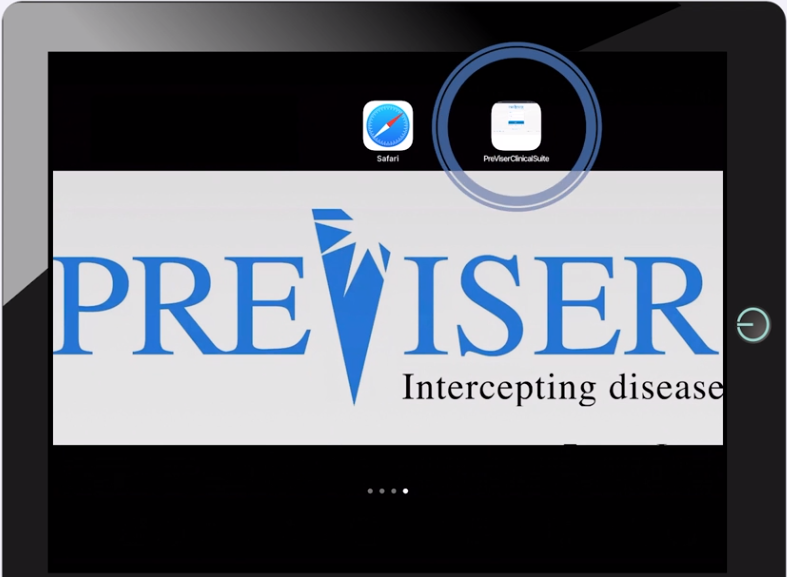 Safari
PreViserClinicalSuite
PREVISER
Intercepting disease